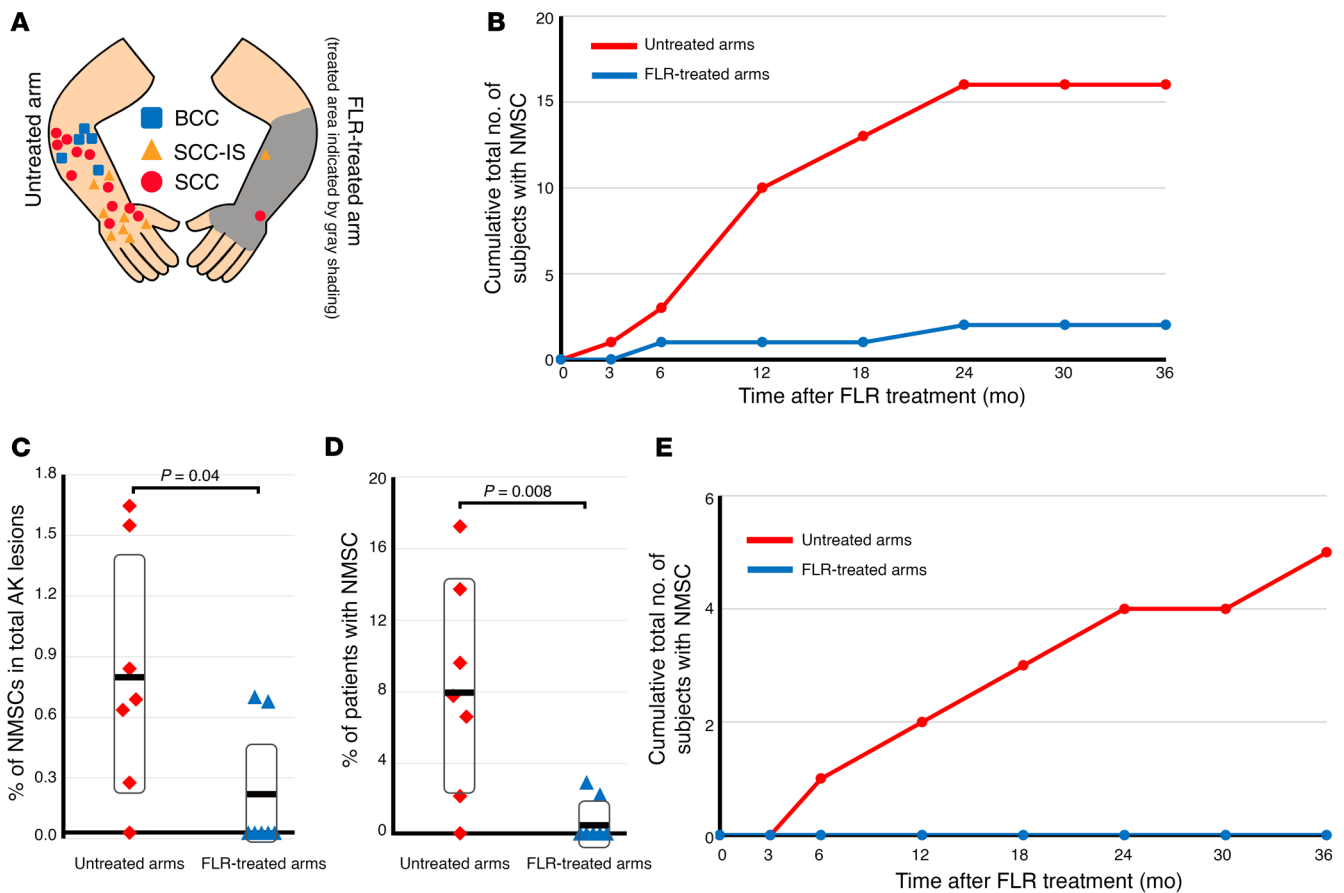 A
Untreated arm
BCC
SCC-IS
SCC
FLR-treated arm
(treated area indicated by gray shading)
B
Cumulative total no. of
subjects with NMSC
20
15
10
5
0
Untreated arms
FLR-treated arms
0 3 6 12 18 24 30 36
Time after FLR treatment (mo)
C
% of NMSCs in total AK lesions
1.8
1.5
1.2
0.9
0.6
0.3
0.0
P = 0.04
Untreated arms FLR-treated arms
D
% of patients with NMSC
20
16
12
8
4
0
P = 0.008
Untreated arms FLR-treated arms
E
Cumulative total no. of
subjects with NMSC
6
4
2
0
Untreated arms
FLR-treated arms
0 3 6 12 18 24 30 36
Time after FLR treatment (mo)